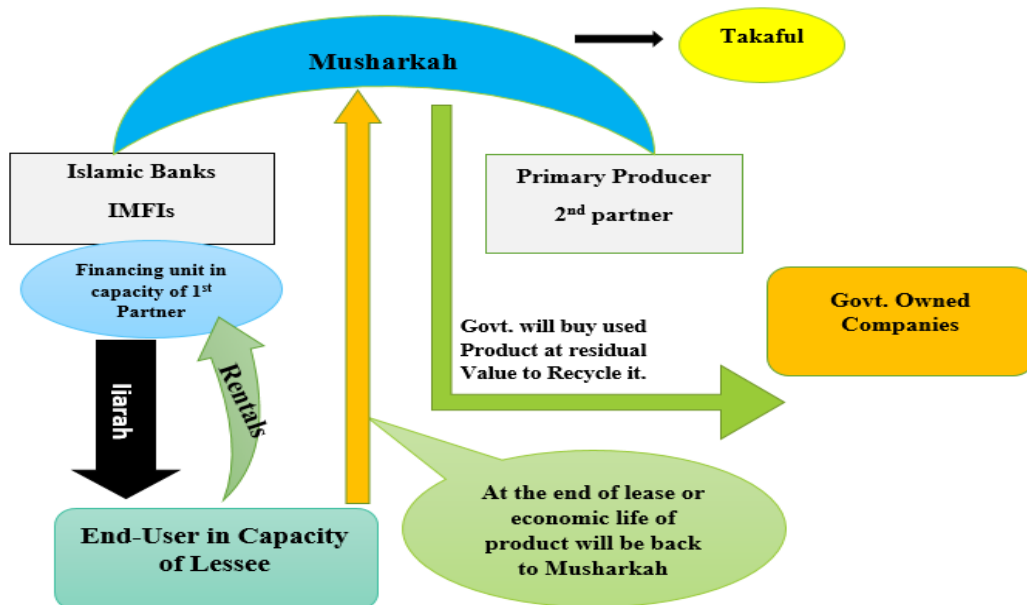 Takaful
Musharkah
Islamic Banks
IMFIs
Primary Producer
2nd partner
Financing unit in
capacity of 1st
Partner
Govt. Owned
Companies
Govt. will buy used
Product at residual
Value to Recycle it.
Ijarah
Rentals
At the end of lease or
economic life of
product will be back
to Musharkah
End-User in Capacity
of Lessee